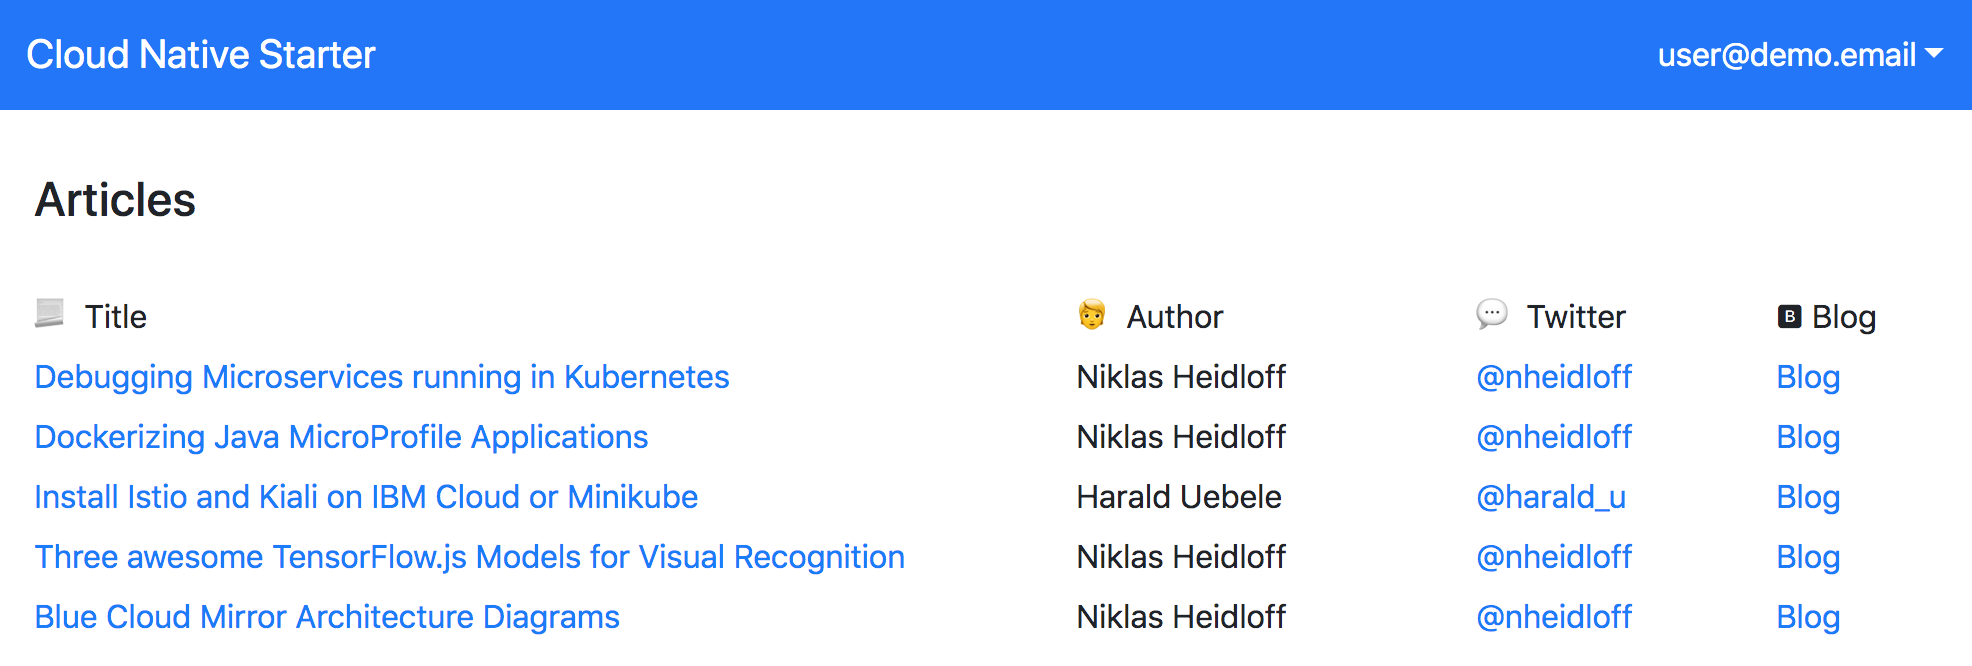 Cloud Native Starter user@demo.email
Articles
Title Author Twitter B Blog
Debugging Microservices running in Kubernetes Niklas Heidloff @nheidloff Blog
Dockerizing Java MicroProfile Applications Niklas Heidloff @nheidloff Blog
Install Istio and Kiali on IBM Cloud or Minikube Harald Uebele @harald_u Blog
Three awesome TensorFlow.js Models for Visual Recognition Niklas Heidloff @nheidloff Blog
Blue Cloud Mirror Architecture Diagrams Niklas Heidloff @nheidloff Blog